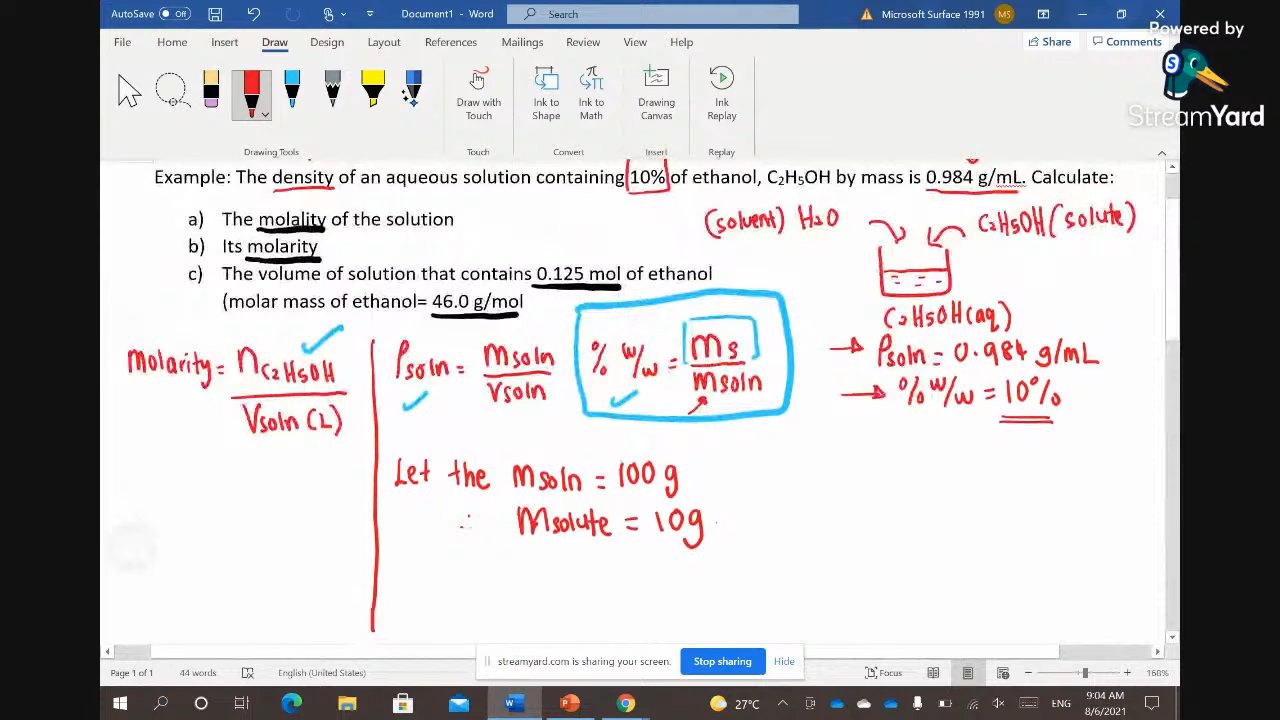 AutoSave Off Document1 - Word Search Microsoft Surface 1991 MS
Powered by
StreamYard
File Home Insert Draw Design Layout References Mailings Review View Help Share Comments
Draw with Touch
Ink to Shape
Ink to Math
Drawing Canvas
Ink Replay
Drawing Tools Touch Convert Insert Replay
Example: The density of an aqueous solution containing 10% of ethanol, C2H5OH by mass is 0.984 g/mL. Calculate:
a) The molality of the solution
b) Its molarity
c) The volume of solution that contains 0.125 mol of ethanol
(molar mass of ethanol= 46.0 g/mol
(solvent) H2O
C2H5OH (solute)
C2H5OH(aq)
→ ρsoln = 0.984 g/mL
→ % w/w = 10%
Molarity = nC2H5OH
Vsoln (L)
ρsoln = msoln
Vsoln
% w/w = ms
msoln
Let the msoln = 100 g
∴ msolute = 10g
streamyard.com is sharing your screen. Stop sharing Hide
Page 1 of 1 44 words English (United States) Focus 168%
27°C ENG 9:04 AM
8/6/2021